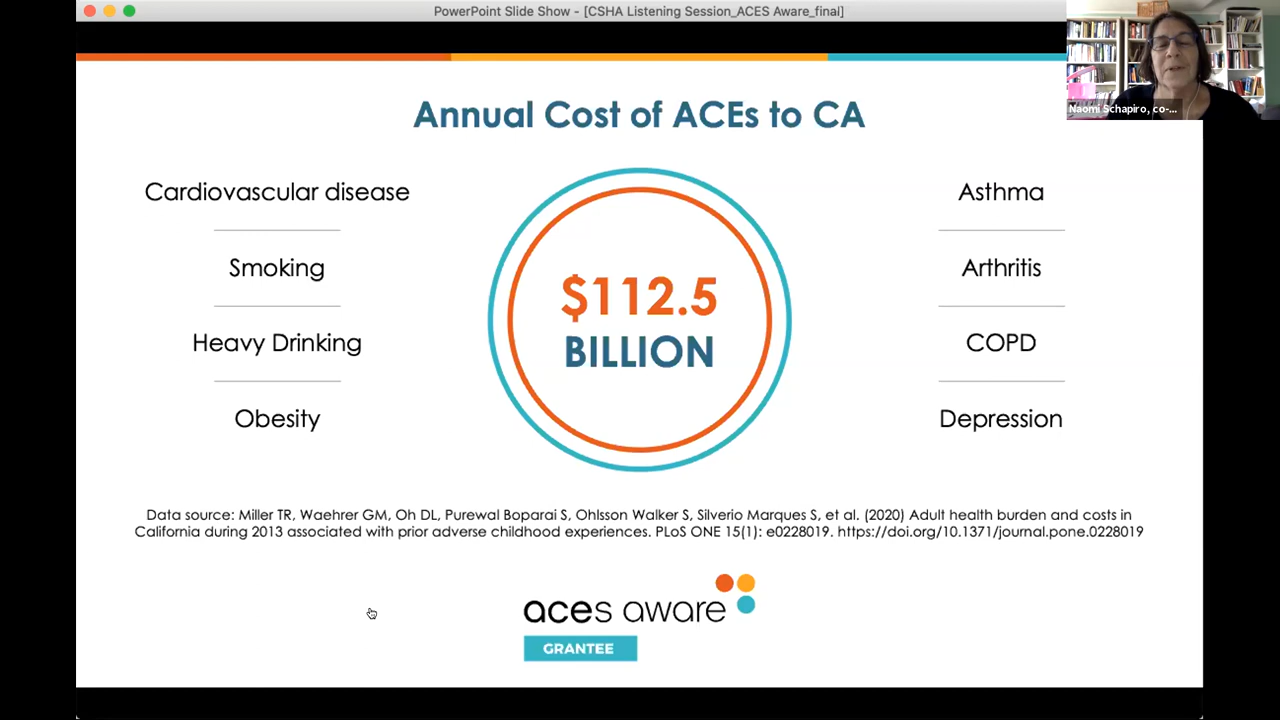 PowerPoint Slide Show - [CSHA Listening Session_ACES Aware_final]
Naomi Schapiro, co-...
Annual Cost of ACEs to CA
Cardiovascular disease
Smoking
Heavy Drinking
Obesity
$112.5
BILLION
Asthma
Arthritis
COPD
Depression
Data source: Miller TR, Waehrer GM, Oh DL, Purewal Boparai S, Ohlsson Walker S, Silverio Marques S, et al. (2020) Adult health burden and costs in
California during 2013 associated with prior adverse childhood experiences. PLoS ONE 15(1): e0228019. https://doi.org/10.1371/journal.pone.0228019
aces aware
GRANTEE